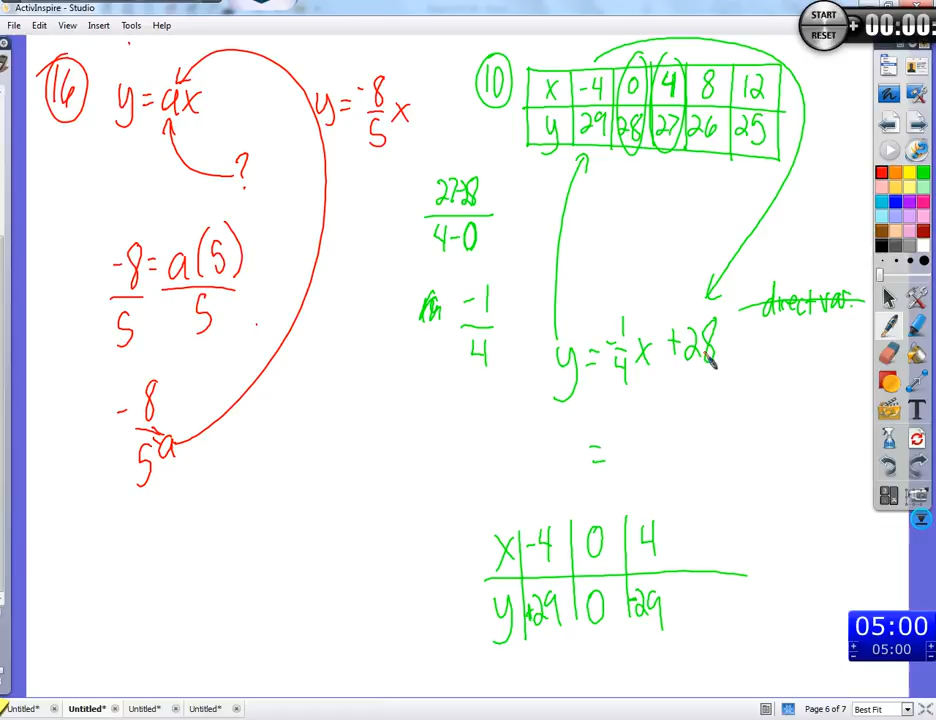 ActivInspire - Studio
File Edit View Insert Tools Help
START
RESET
00:00:
16
y = ax
y = -8/5 x
?
-8 = a(5)
5 5
-8/5 a
10
x -4 0 4 8 12
y 29 28 27 26 25
27-28
4-0
m -1/4
direct var.
y = -1/4 x + 28
=
x -4 0 4
y +29 0 -29
05:00
05:00
Untitled* Untitled* Untitled* Untitled*
Page 6 of 7 Best Fit